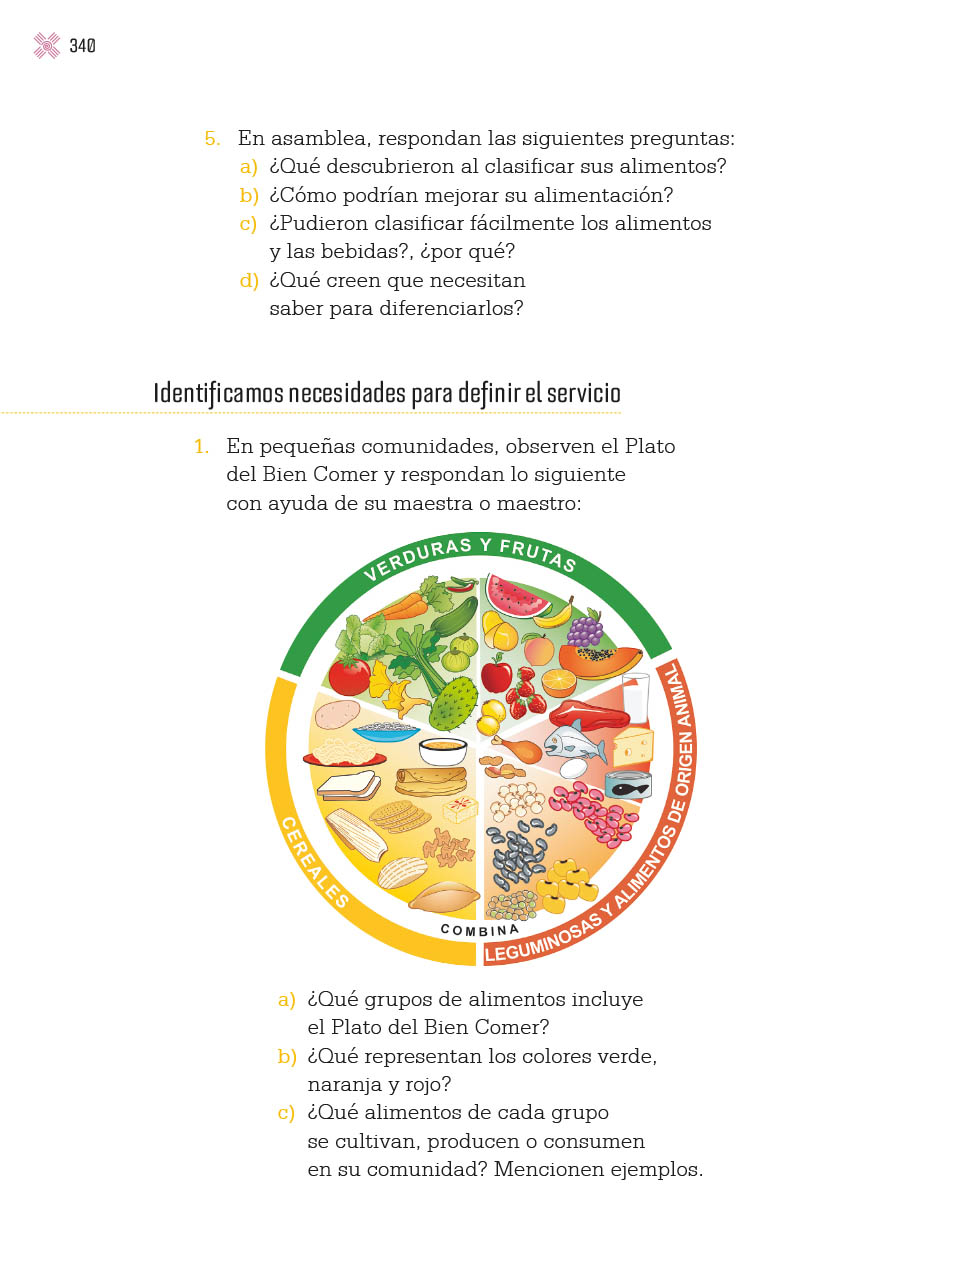 340
5. En asamblea, respondan las siguientes preguntas:
a) ¿Qué descubrieron al clasificar sus alimentos?
b) ¿Cómo podrían mejorar su alimentación?
c) ¿Pudieron clasificar fácilmente los alimentos
y las bebidas?, ¿por qué?
d) ¿Qué creen que necesitan
saber para diferenciarlos?
Identificamos necesidades para definir el servicio
1. En pequeñas comunidades, observen el Plato
del Bien Comer y respondan lo siguiente
con ayuda de su maestra o maestro:
VERDURAS Y FRUTAS
LEGUMINOSAS Y ALIMENTOS DE ORIGEN ANIMAL
CEREALES
COMBINA
a) ¿Qué grupos de alimentos incluye
el Plato del Bien Comer?
b) ¿Qué representan los colores verde,
naranja y rojo?
c) ¿Qué alimentos de cada grupo
se cultivan, producen o consumen
en su comunidad? Mencionen ejemplos.